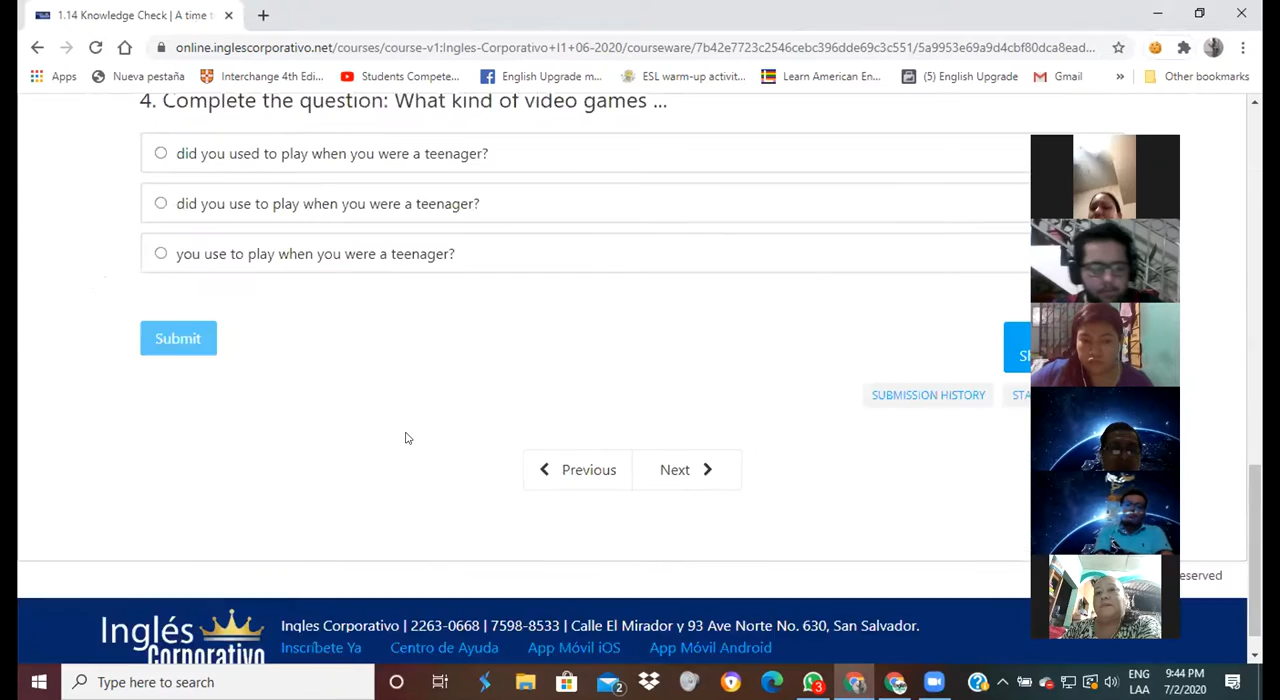 1.14 Knowledge Check | A time t
online.inglescorporativo.net/courses/course-v1:Ingles-Corporativo+I1+06-2020/courseware/7b42e7723c2546cebc396dde69c3c551/5a9953e69a9d4cbf80dca8ead...
Apps Nueva pestaña Interchange 4th Edi... Students Compete... English Upgrade m... ESL warm-up activit... Learn American En... (5) English Upgrade Gmail » Other bookmarks
4. Complete the question: What kind of video games ...
did you used to play when you were a teenager?
did you use to play when you were a teenager?
you use to play when you were a teenager?
Submit
Sh
SUBMISSION HISTORY STA
Previous Next
eserved
Inglés Corporativo
Ingles Corporativo | 2263-0668 | 7598-8533 | Calle El Mirador y 93 Ave Norte No. 630, San Salvador.
Inscríbete Ya Centro de Ayuda App Móvil iOS App Móvil Android
Type here to search
2
3
ENG
LAA
9:44 PM
7/2/2020